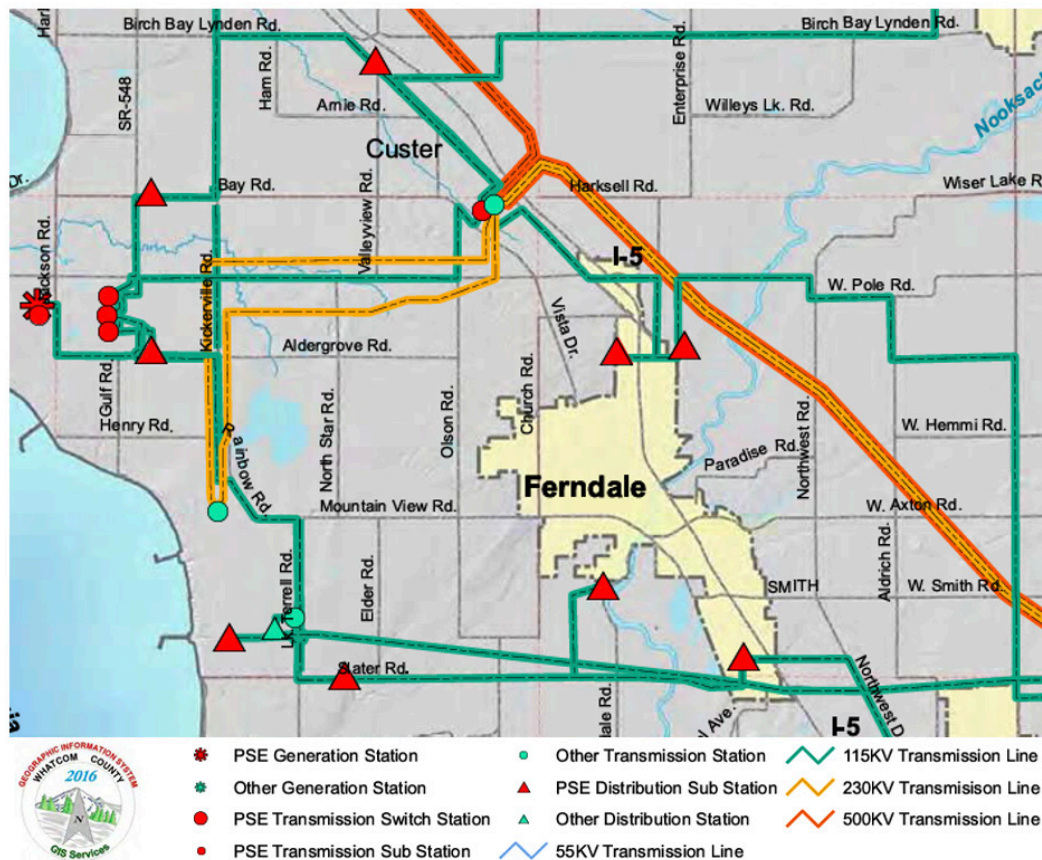 Birch Bay Lynden Rd.
Birch Bay Lynden Rd.
SR-548
Ham Rd.
Enterprise Rd.
Arnie Rd.
Willeys Lk. Rd.
Custer
Dr.
Bay Rd.
Valleyview Rd.
Harksell Rd.
Wiser Lake R
I-5
Jackson Rd.
Kickerville Rd.
W. Pole Rd.
Vista Dr.
Aldergrove Rd.
Gulf Rd.
Church Rd.
Henry Rd.
North Star Rd.
Olson Rd.
Northwest Rd.
W. Hemmi Rd.
Rainbow Rd.
Paradise Rd.
Ferndale
Mountain View Rd.
W. Axton Rd.
Elder Rd.
Aldrich Rd.
SMITH
W. Smith Rd.
Lk. Terrell Rd.
Slater Rd.
dale Rd.
Ave.
Northwest D
I-5
GEOGRAPHIC INFORMATION SYSTEM
WHATCOM COUNTY
2016
N
GIS Services
PSE Generation Station
Other Generation Station
PSE Transmission Switch Station
PSE Transmission Sub Station
Other Transmission Station
PSE Distribution Sub Station
Other Distribution Station
55KV Transmission Line
115KV Transmission Line
230KV Transmisison Line
500KV Transmission Line